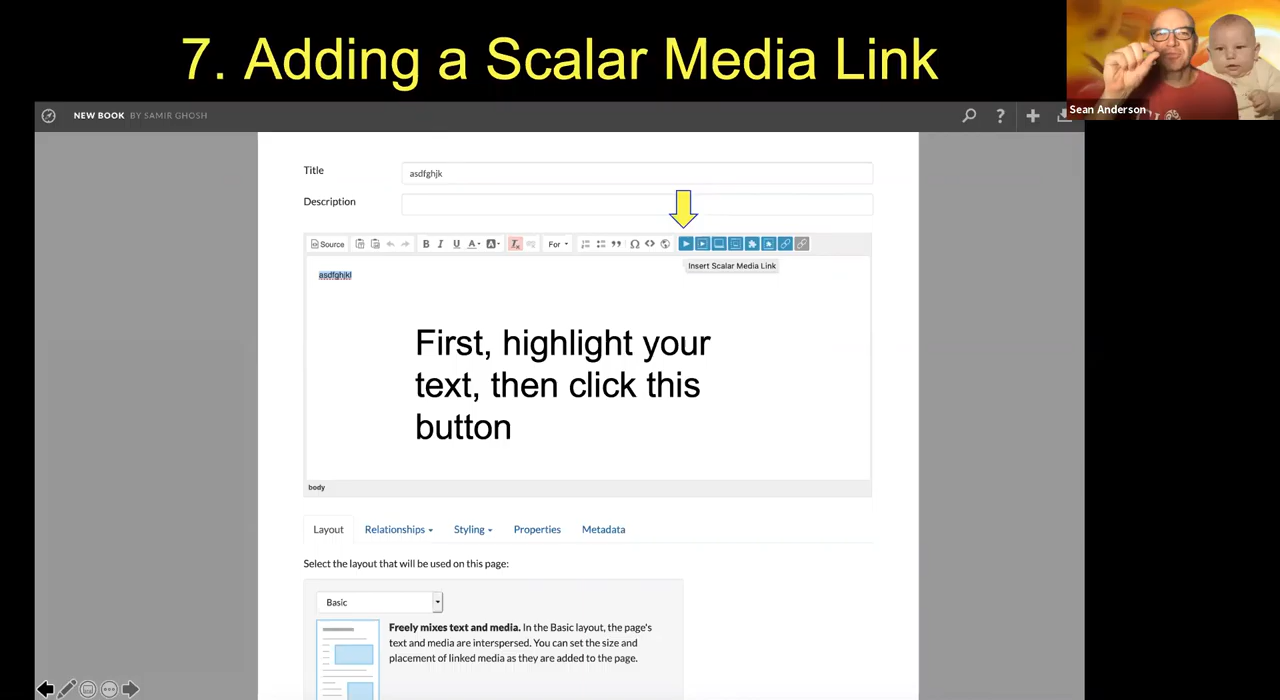 7. Adding a Scalar Media Link
Sean Anderson
NEW BOOK BY SAMIR GHOSH
Title
asdfghjk
Description
Source
B I U A A
For
Insert Scalar Media Link
asdfghjkl
First, highlight your
text, then click this
button
body
Layout Relationships Styling Properties Metadata
Select the layout that will be used on this page:
Basic
Freely mixes text and media. In the Basic layout, the page's
text and media are interspersed. You can set the size and
placement of linked media as they are added to the page.